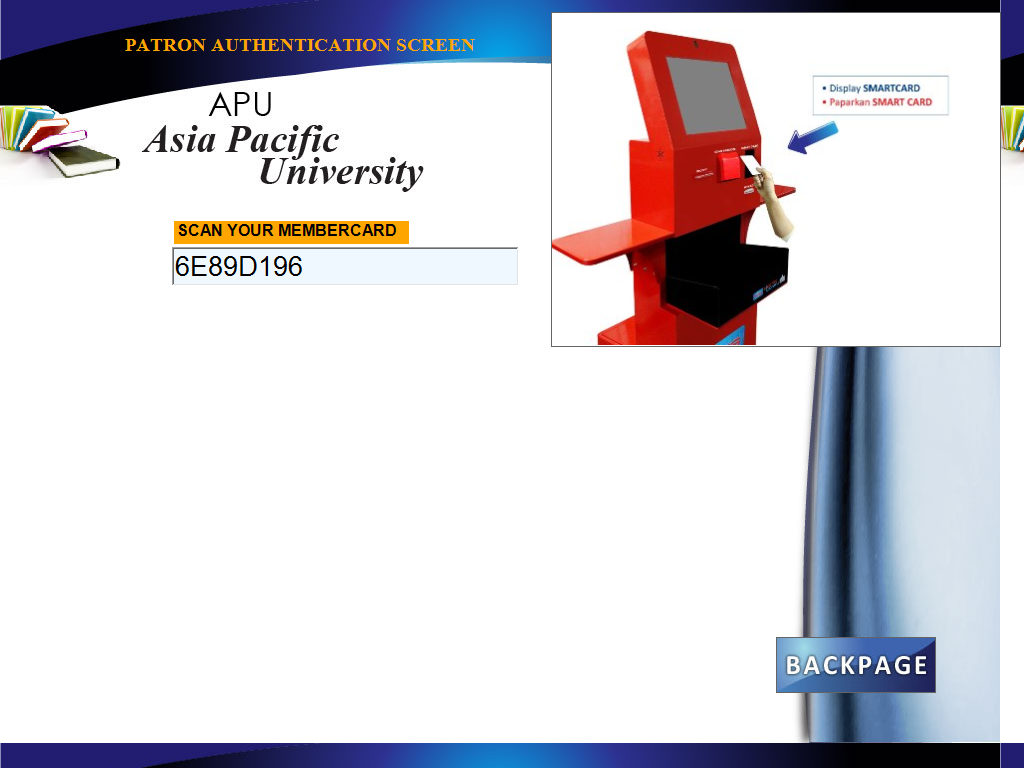 PATRON AUTHENTICATION SCREEN
APU
Asia Pacific
University
SCAN YOUR MEMBERCARD
6E89D196
• Display SMARTCARD
• Paparkan SMART CARD
BACKPAGE